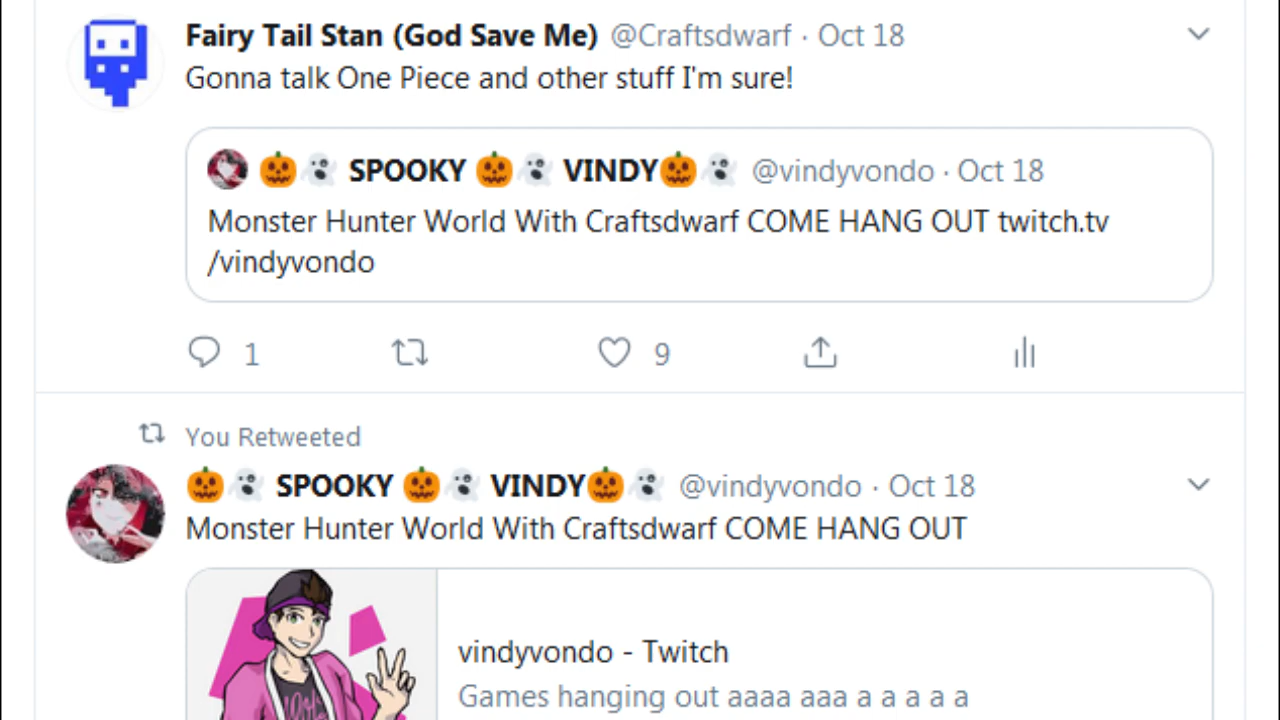 Fairy Tail Stan (God Save Me) @Craftsdwarf · Oct 18
Gonna talk One Piece and other stuff I'm sure!
🎃👻 SPOOKY 🎃👻 VINDY🎃👻 @vindyvondo · Oct 18
Monster Hunter World With Craftsdwarf COME HANG OUT twitch.tv
/vindyvondo
1 9
You Retweeted
🎃👻 SPOOKY 🎃👻 VINDY🎃👻 @vindyvondo · Oct 18
Monster Hunter World With Craftsdwarf COME HANG OUT
vindyvondo - Twitch
Games hanging out aaaa aaa a a a a a